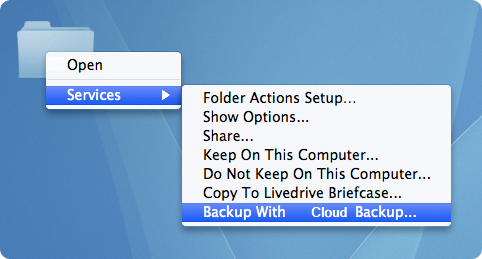 Open
Services
Folder Actions Setup...
Show Options...
Share...
Keep On This Computer...
Do Not Keep On This Computer...
Copy To Livedrive Briefcase...
Backup With Cloud Backup...